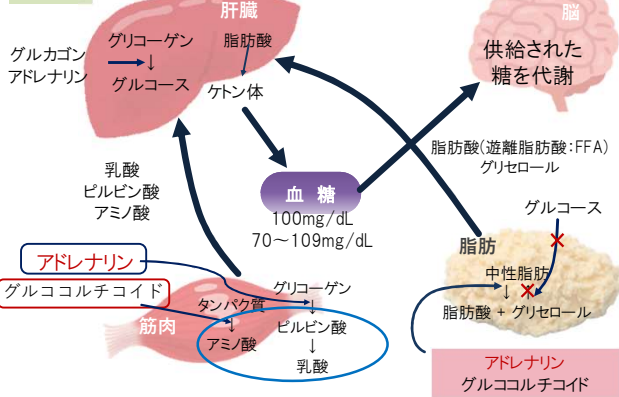 肝臓
グルカゴン
アドレナリン
グリコーゲン
↓
グルコース
脂肪酸
ケトン体
脳
供給された
糖を代謝
脂肪酸(遊離脂肪酸:FFA)
グリセロール
乳酸
ピルビン酸
アミノ酸
血 糖
100mg/dL
70~109mg/dL
グルコース
脂肪
中性脂肪
↓ ↑
脂肪酸 + グリセロール
アドレナリン
グルココルチコイド
アドレナリン
グルココルチコイド
筋肉
タンパク質
↓
アミノ酸
グリコーゲン
↓
ピルビン酸
↓
乳酸